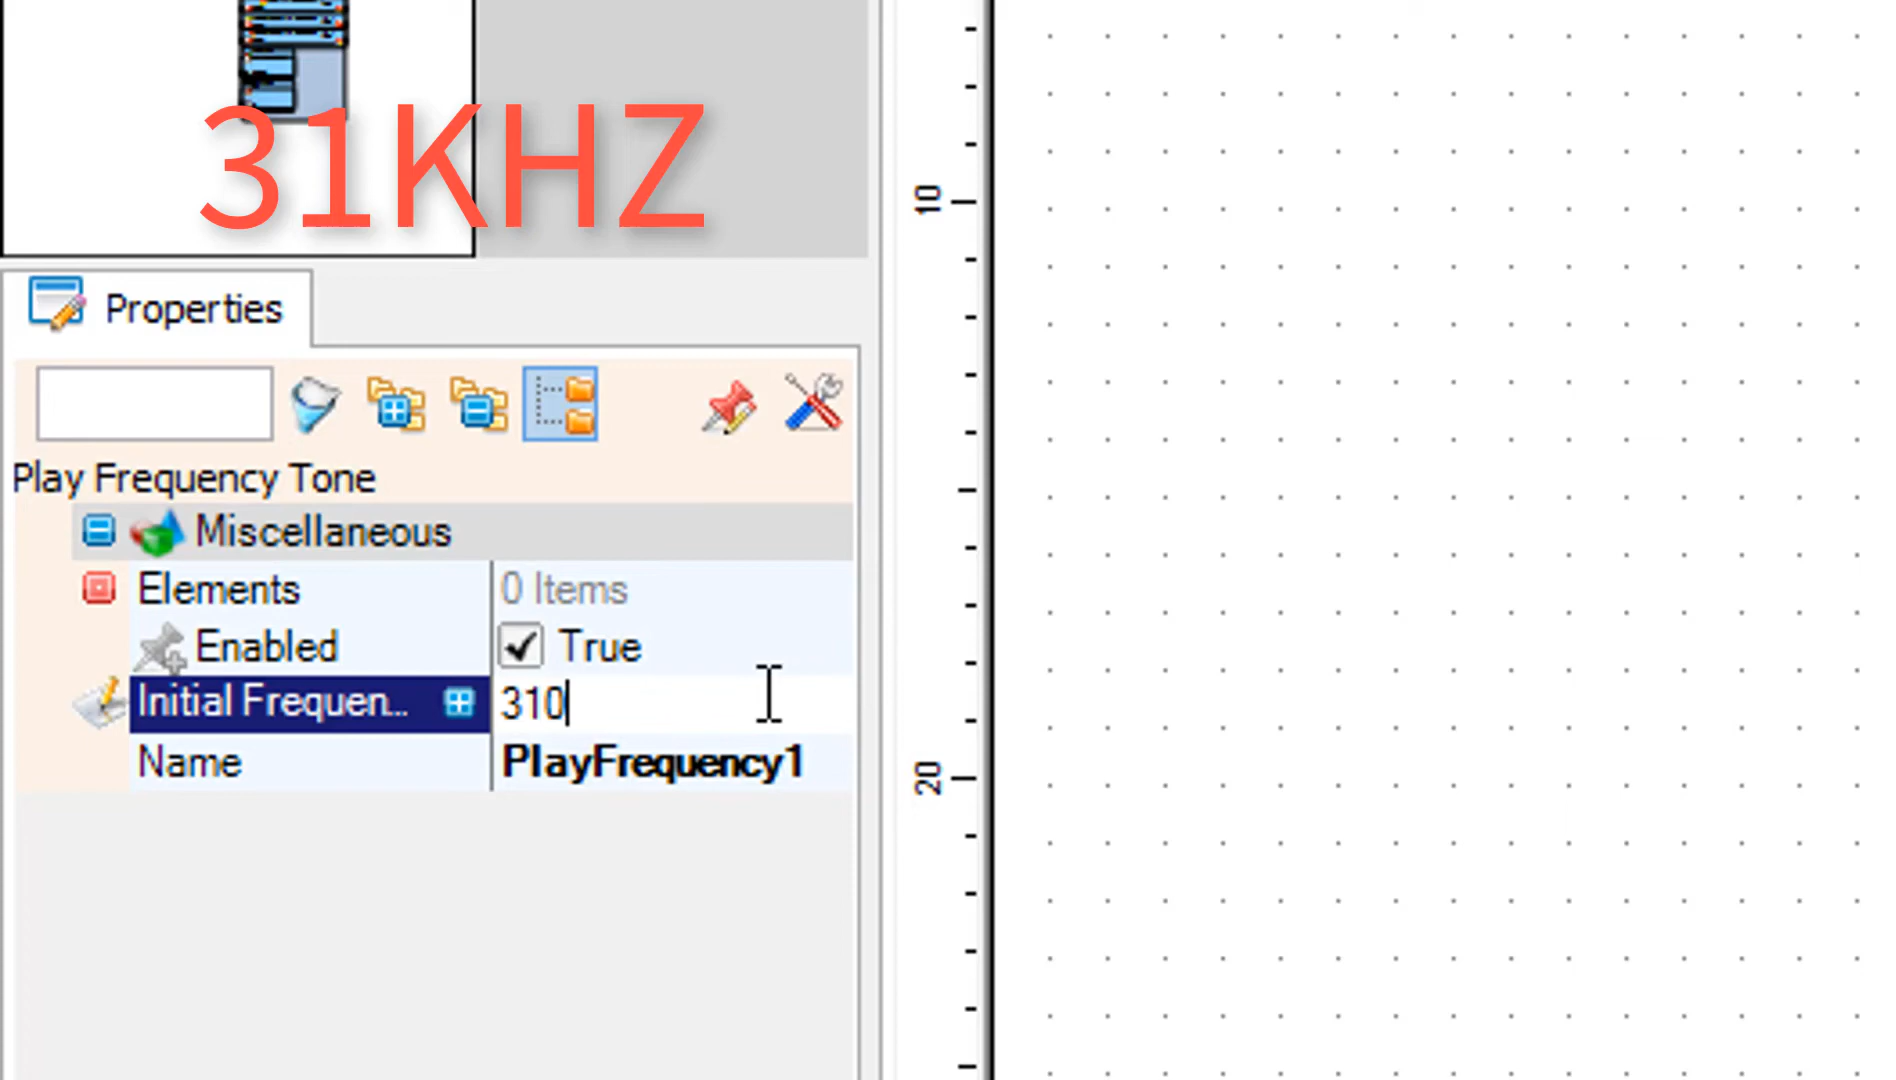 31KHZ
10
Properties
Play Frequency Tone
Miscellaneous
Elements 0 Items
Enabled True
Initial Frequen... 310
Name PlayFrequency1
20